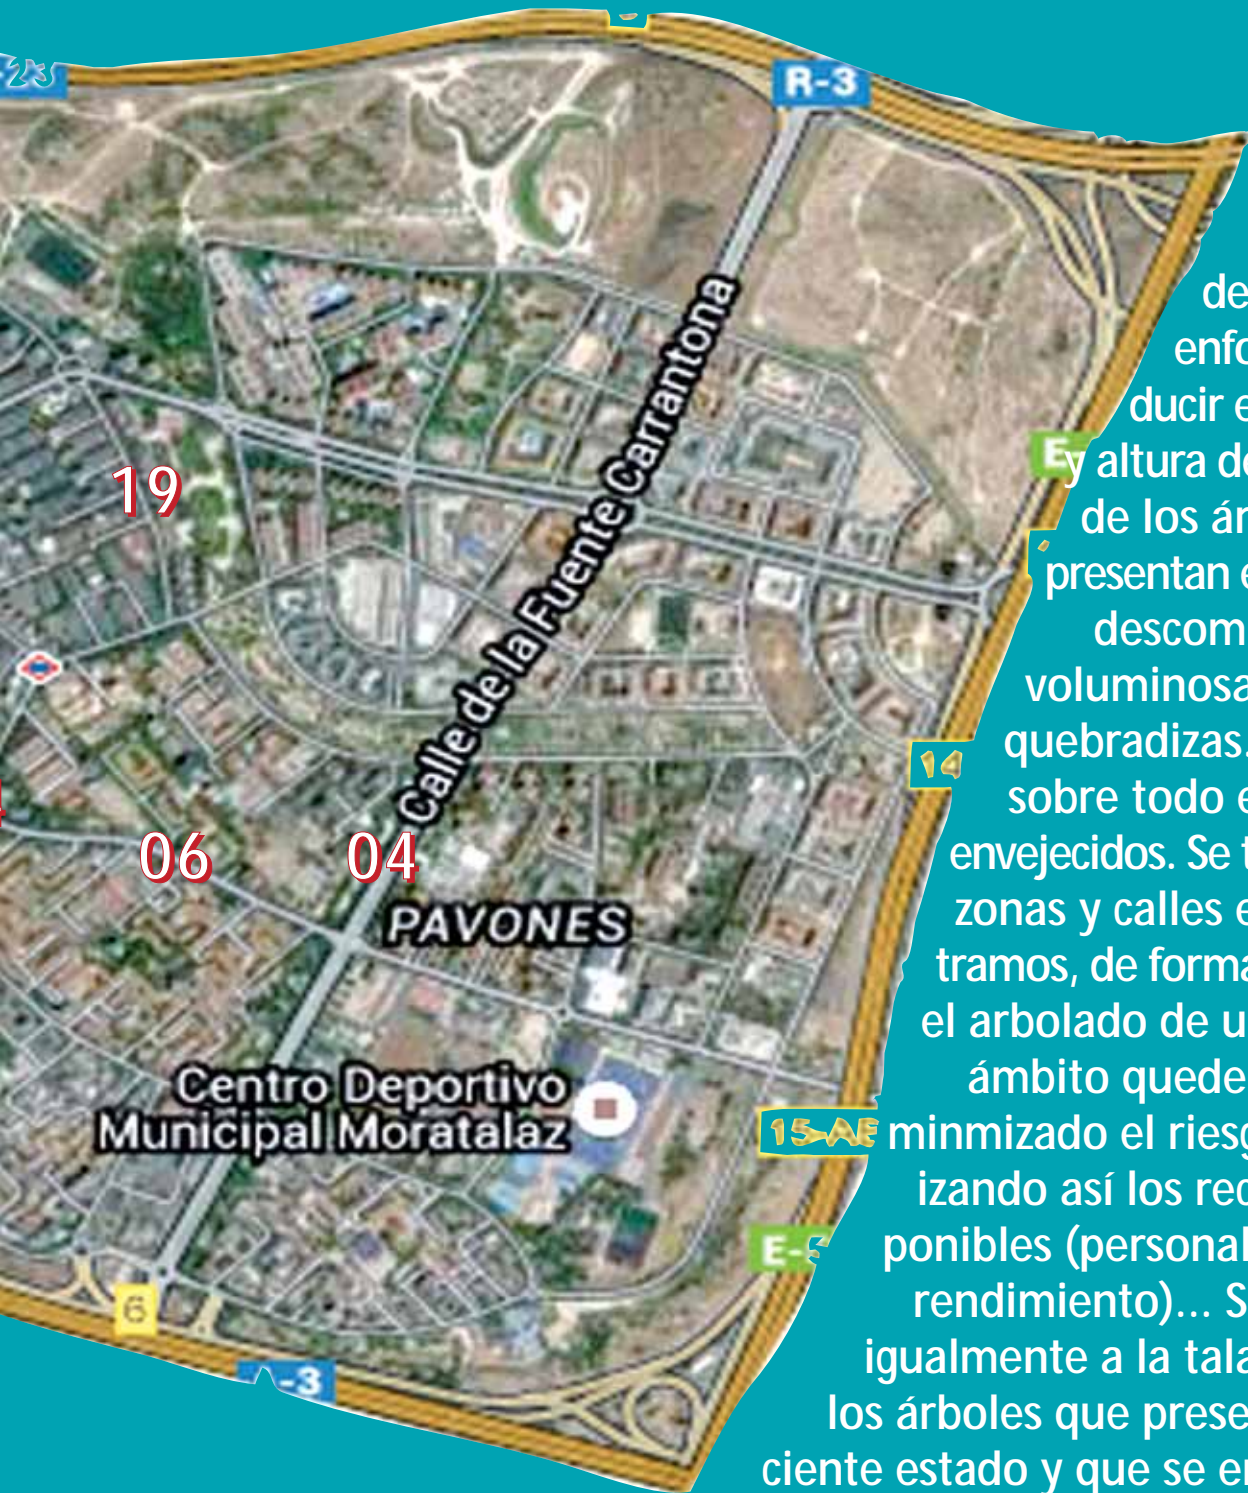 -23
R-3
Calle de la Fuente Carrantona
19
14
06
04
PAVONES
Centro Deportivo
Municipal Moratalaz
15-AE
E-
6
-3
de
enfo
ducir e
y altura de
de los ár
presentan e
descom
voluminosa
quebradizas.
sobre todo e
envejecidos. Se t
zonas y calles e
tramos, de forma
el arbolado de u
ámbito quede
minmizado el riesg
izando así los rec
ponibles (personal
rendimiento)... S
igualmente a la tala
los árboles que prese
ciente estado y que se en